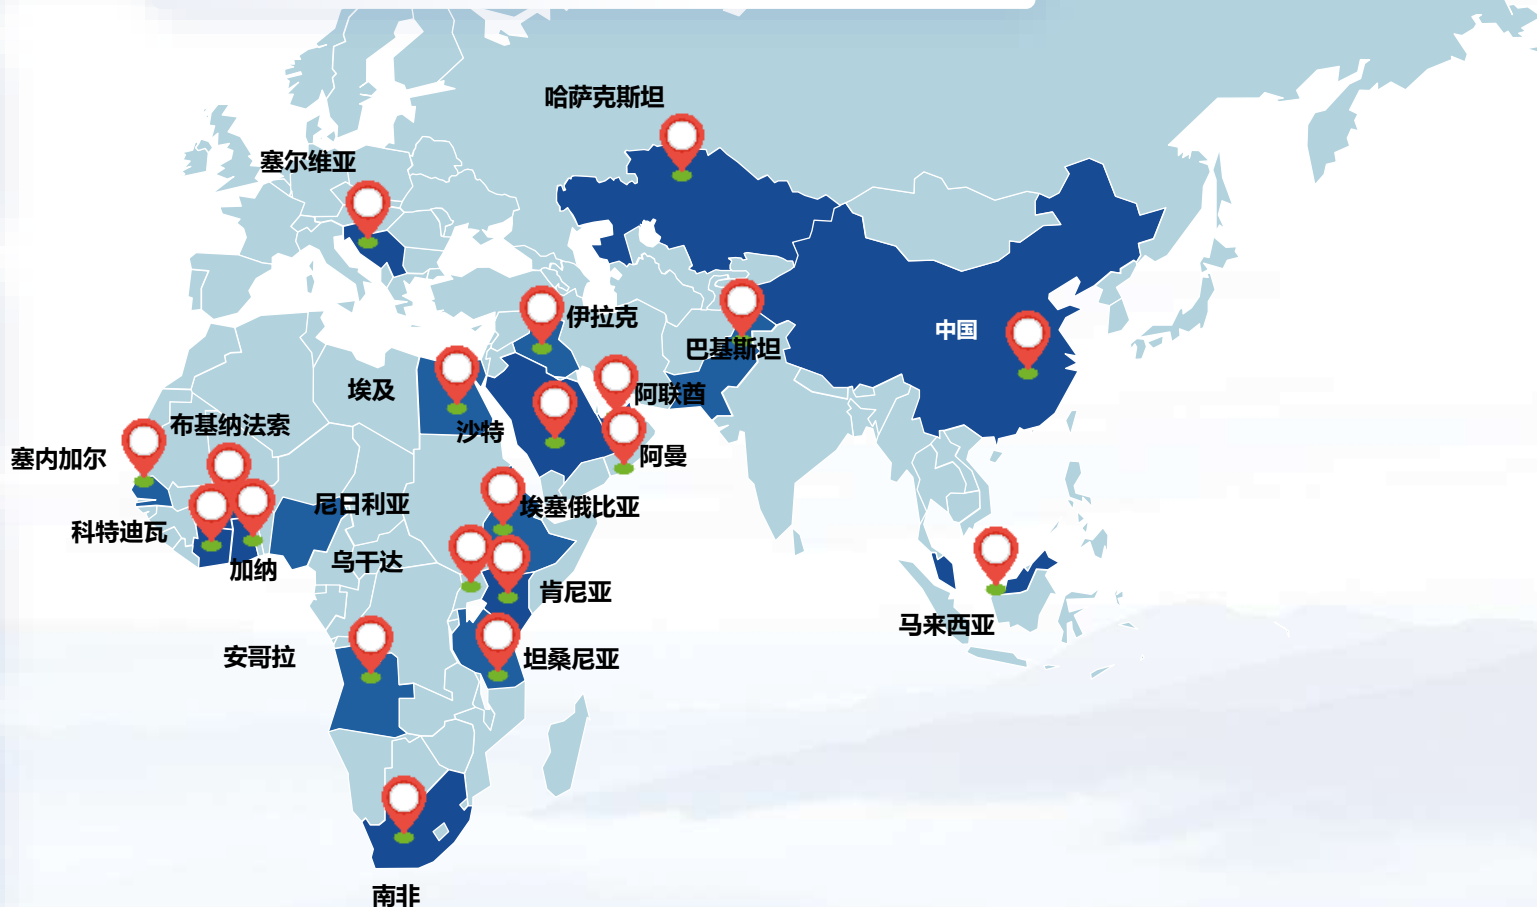 哈萨克斯坦
塞尔维亚
伊拉克
中国
巴基斯坦
埃及
阿联酋
布基纳法索
沙特
塞内加尔
阿曼
尼日利亚
埃塞俄比亚
科特迪瓦
乌干达
加纳
肯尼亚
马来西亚
安哥拉
坦桑尼亚
南非